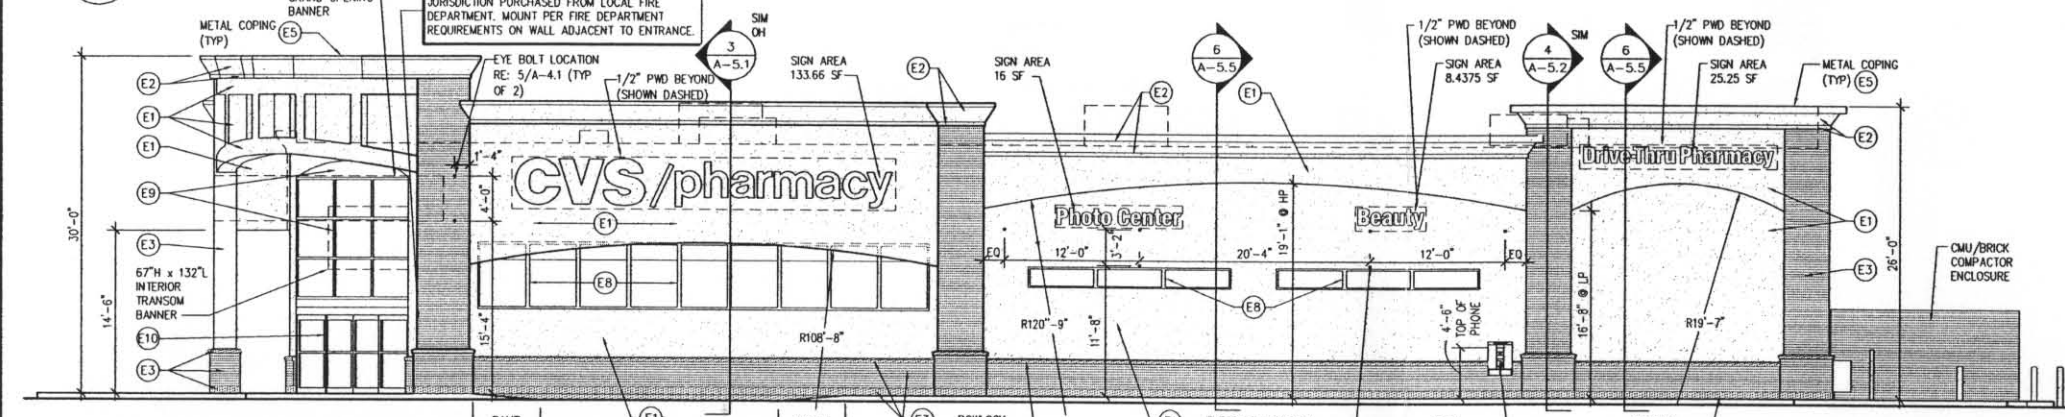 BANNER
JURISDICTION PURCHASED FROM LOCAL FIRE
DEPARTMENT. MOUNT PER FIRE DEPARTMENT
REQUIREMENTS ON WALL ADJACENT TO ENTRANCE.
METAL COPING
(TYP)
E5
EYE BOLT LOCATION
RE: 5/A-4.1 (TYP
OF 2)
1/2" PWD BEYOND
(SHOWN DASHED)
3
A-5.1
SIM
OH
SIGN AREA
133.66 SF
E2
SIGN AREA
16 SF
E2
6
A-5.5
E1
1/2" PWD BEYOND
(SHOWN DASHED)
SIGN AREA
8.4375 SF
4
A-5.2
SIM
6
A-5.5
1/2" PWD BEYOND
(SHOWN DASHED)
SIGN AREA
25.25 SF
METAL COPING
(TYP)
E5
E2
E2
E1
E1
E9
E3
67"H x 132"L
INTERIOR
TRANSOM
BANNER
E10
E3
30'-0"
14'-6"
1'-4"
4'-0"
15'-4"
CVS/pharmacy
E1
E8
R108'-8"
Photo Center
Beauty
EQ
12'-0"
3'-2"
20'-4"
19'-1" @ HP
12'-0"
EQ
E8
R120"-9"
11'-8"
4'-6"
TOP OF
PHONE
16'-8" @ LP
Drive-Thru Pharmacy
R19'-7"
E1
E3
26'-0"
CMU/BRICK
COMPACTOR
ENCLOSURE
E1